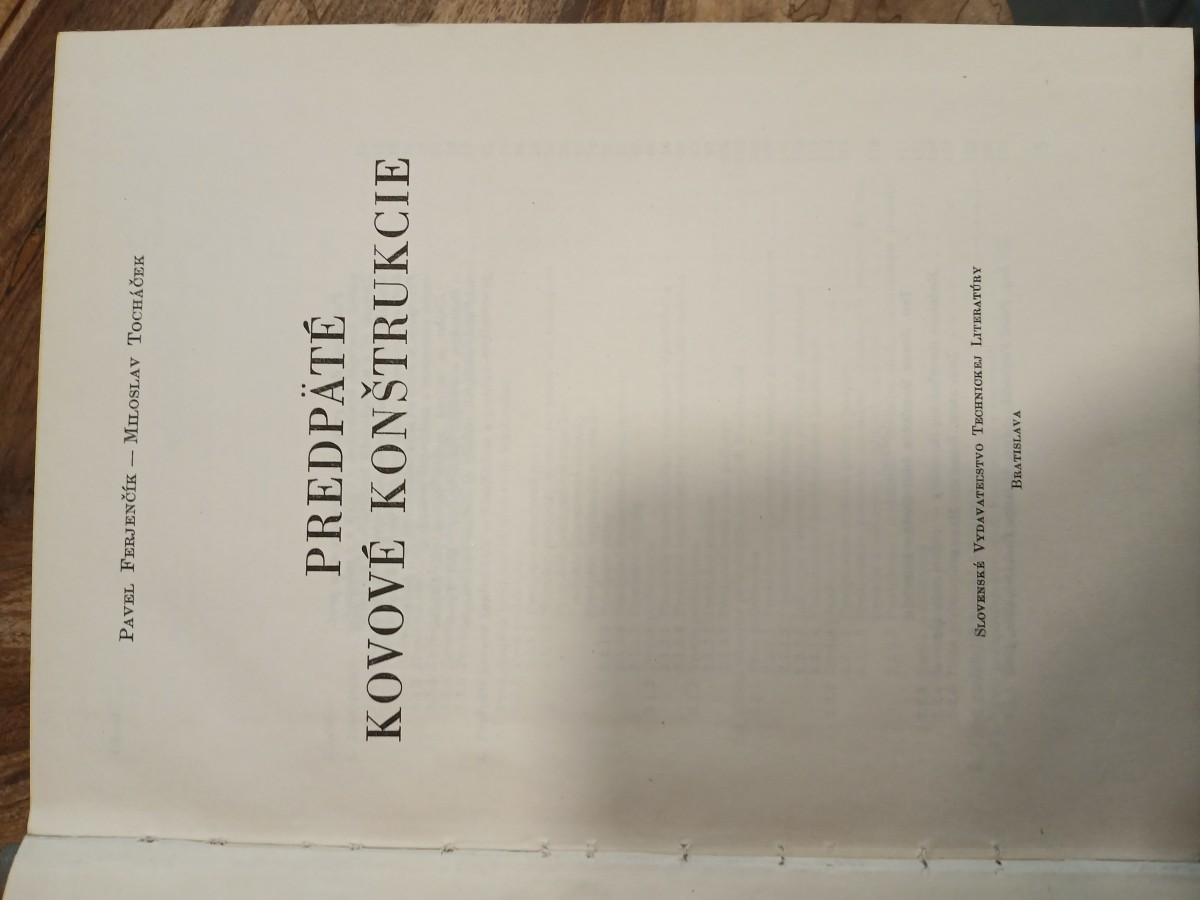 Pavel Ferjenčík — Miloslav Tocháček
PREDPÄTÉ
KOVOVÉ KONŠTRUKCIE
Slovenské Vydavateľstvo Technickej Literatúry
Bratislava